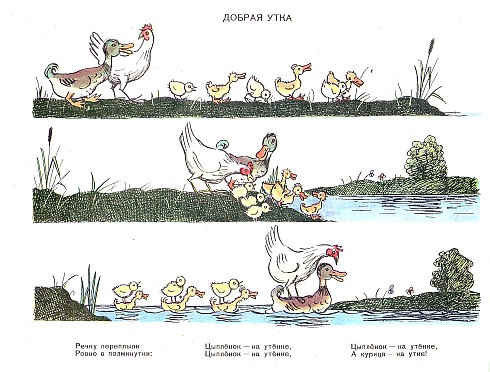 ДОБРАЯ УТКА
Речку переплыли
Ровно в полминутки:
Цыплёнок — на утёнке,
Цыплёнок — на утёнке,
Цыплёнок — на утёнке,
А курица — на утке!